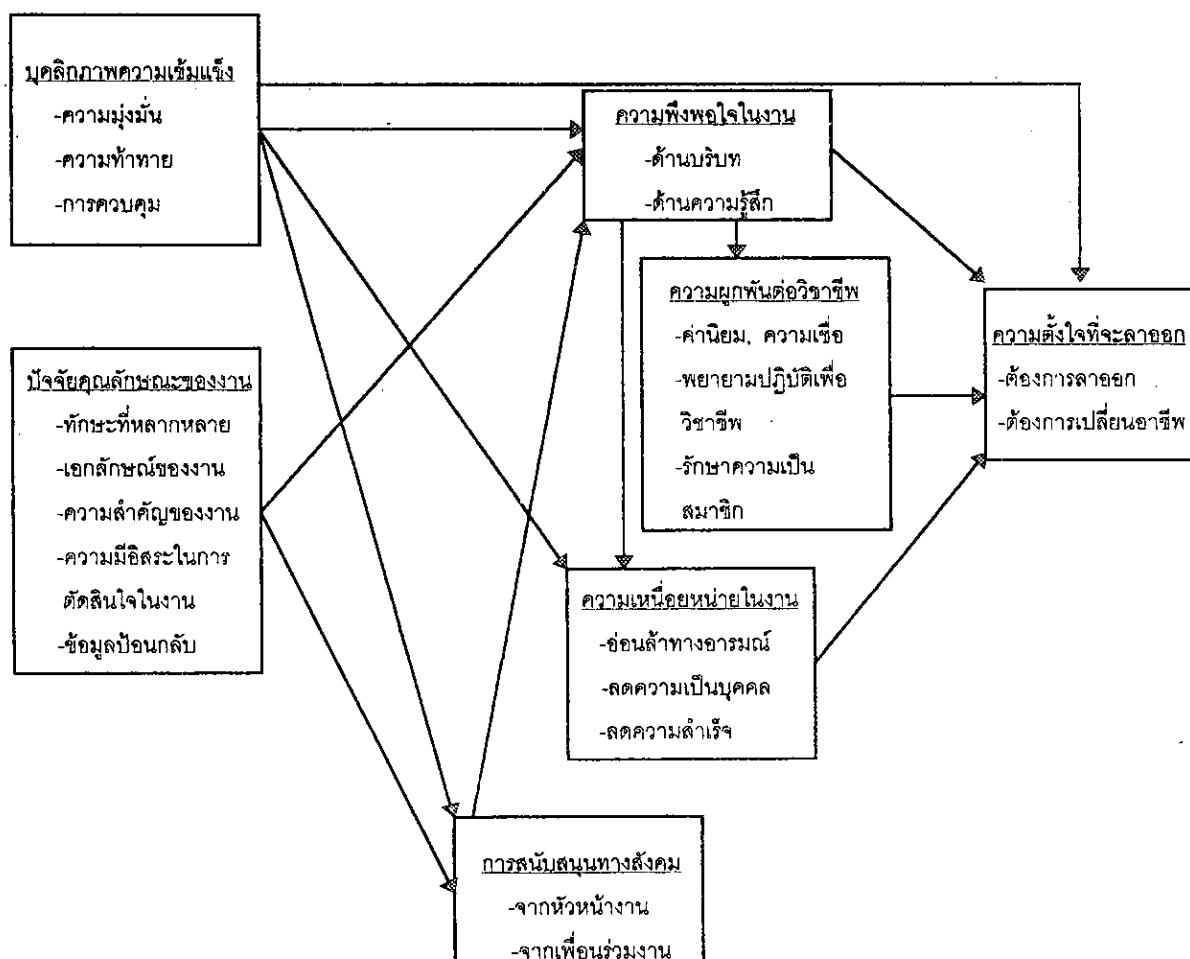 บุคลิกภาพความเข้มแข็ง
-ความมุ่งมั่น
-ความท้าทาย
-การควบคุม
ความพึงพอใจในงาน
-ด้านบริบท
-ด้านความรู้สึก
ความผูกพันต่อวิชาชีพ
-ค่านิยม, ความเชื่อ
-พยายามปฏิบัติเพื่อ
วิชาชีพ
-รักษาความเป็น
สมาชิก
ความตั้งใจที่จะลาออก
-ต้องการลาออก
-ต้องการเปลี่ยนอาชีพ
ปัจจัยคุณลักษณะของงาน
-ทักษะที่หลากหลาย
-เอกลักษณ์ของงาน
-ความสำคัญของงาน
-ความมีอิสระในการ
ตัดสินใจในงาน
-ข้อมูลป้อนกลับ
ความเหนื่อยหน่ายในงาน
-อ่อนล้าทางอารมณ์
-ลดความเป็นบุคคล
-ลดความสำเร็จ
การสนับสนุนทางสังคม
-จากหัวหน้างาน
-จากเพื่อนร่วมงาน